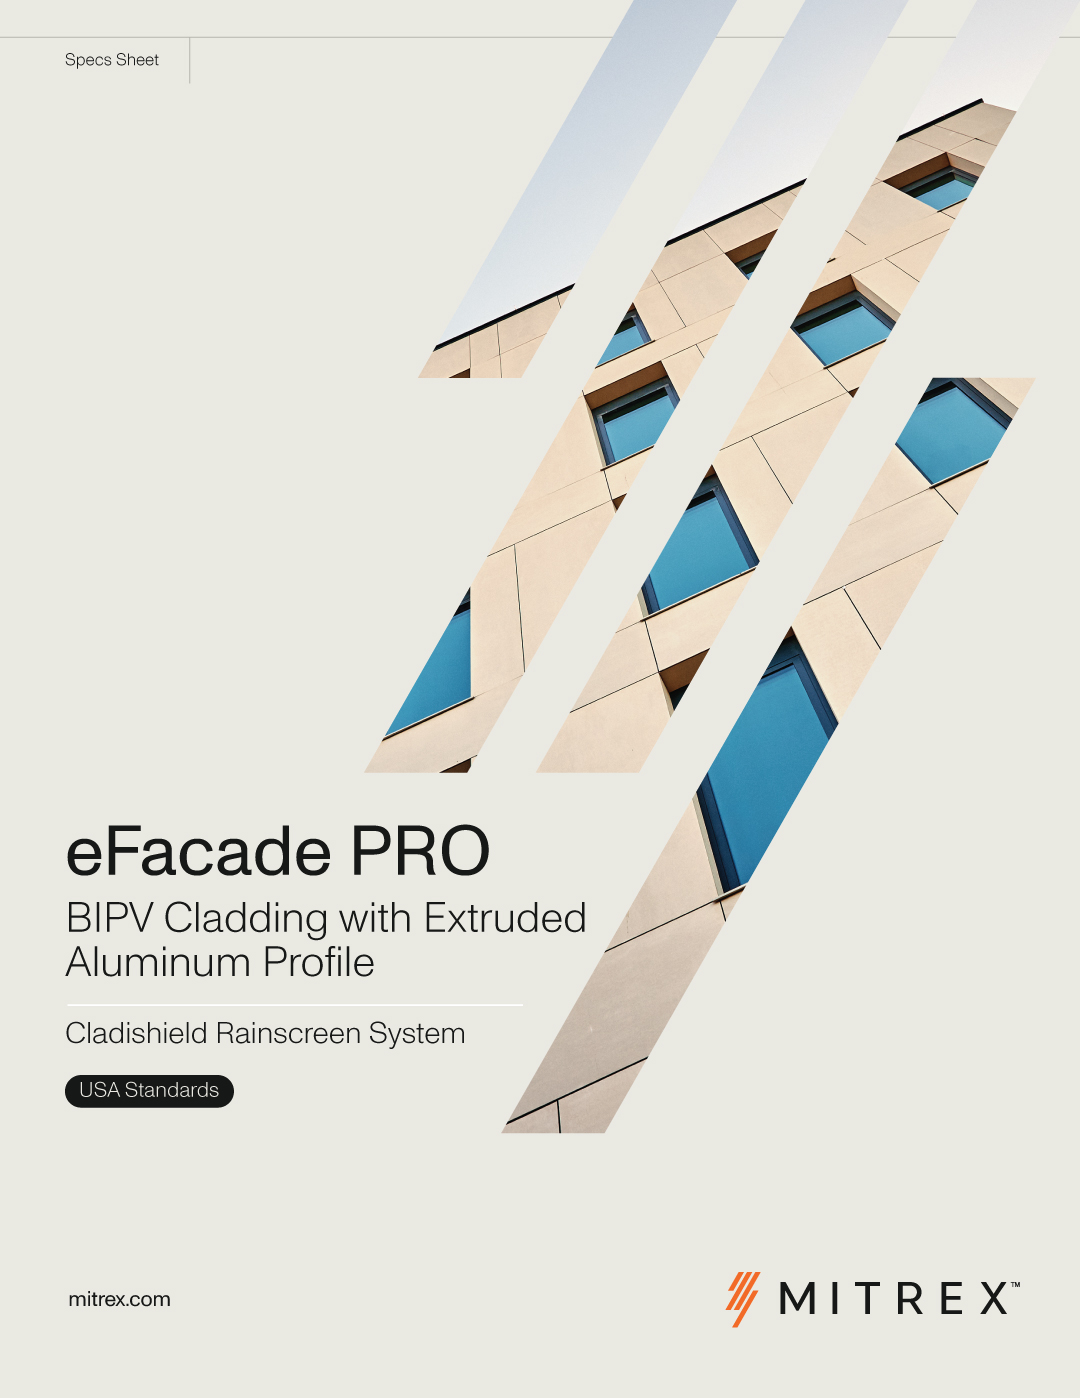 Specs Sheet
eFacade PRO
BIPV Cladding with Extruded
Aluminum Profile
Cladishield Rainscreen System
USA Standards
mitrex.com
MITREX™